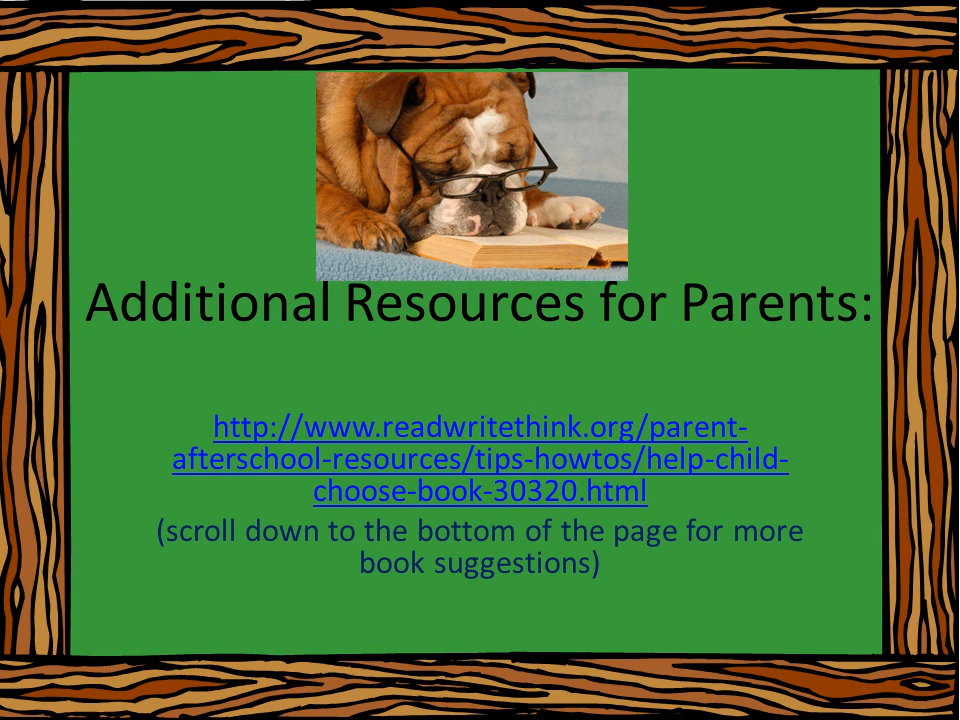 Additional Resources for Parents:
http://www.readwritethink.org/parent-
afterschool-resources/tips-howtos/help-child-
choose-book-30320.html
(scroll down to the bottom of the page for more
book suggestions)